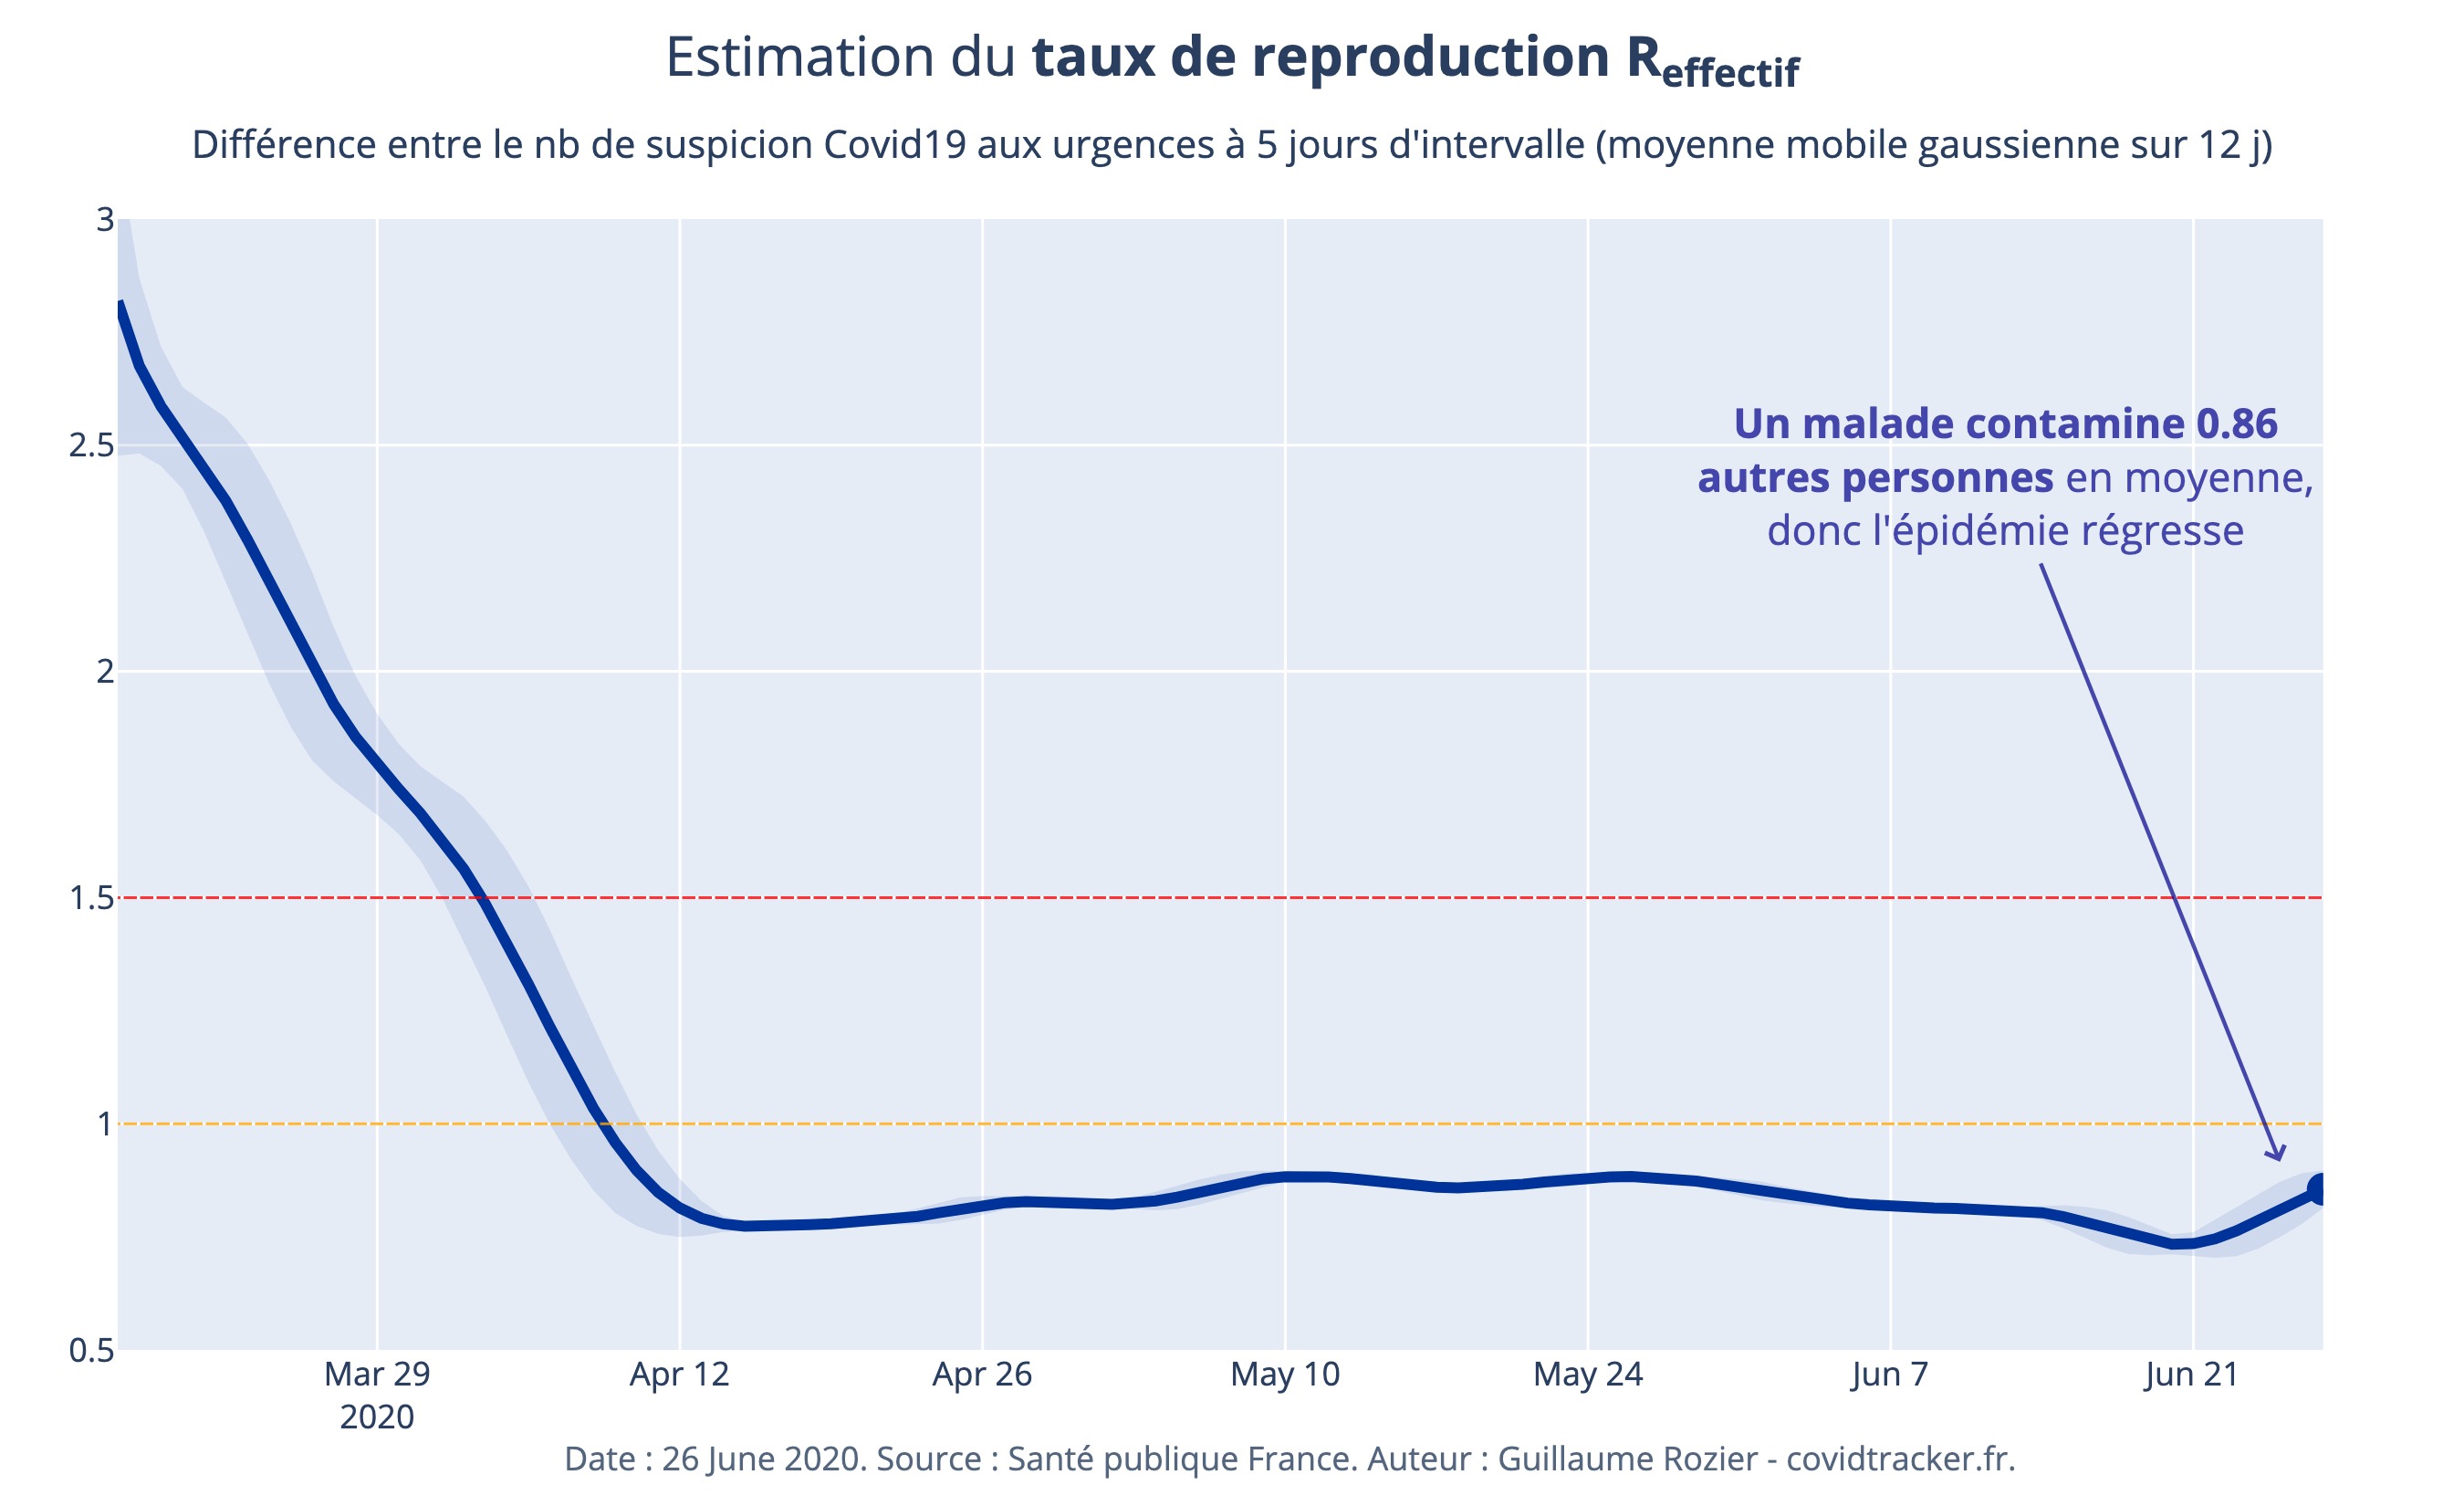 Estimation du taux de reproduction Reffectif
Différence entre le nb de suspicion Covid19 aux urgences à 5 jours d'intervalle (moyenne mobile gaussienne sur 12 j)
3
2.5
2
1.5
1
0.5
Un malade contamine 0.86
autres personnes en moyenne,
donc l'épidémie régresse
Mar 29
2020
Apr 12
Apr 26
May 10
May 24
Jun 7
Jun 21
Date : 26 June 2020. Source : Santé publique France. Auteur : Guillaume Rozier - covidtracker.fr.